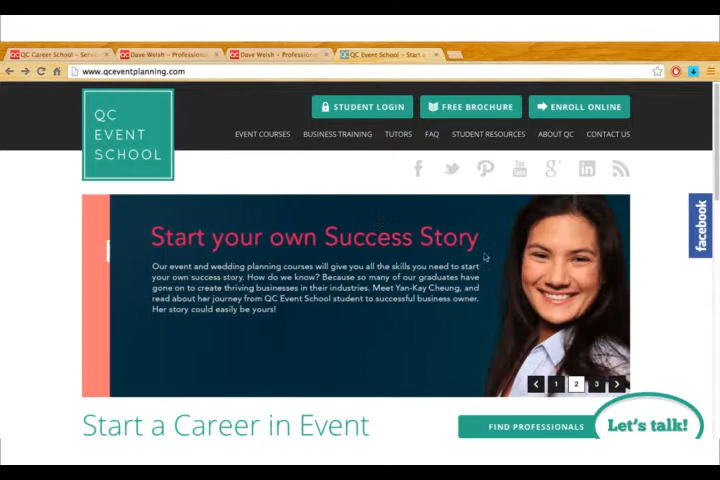 QC Career School - Servic
Dave Welsh - Professional
Dave Welsh - Professional
QC Event School - Start a
www.qceventplanning.com
STUDENT LOGIN
FREE BROCHURE
ENROLL ONLINE
QC
EVENT
SCHOOL
EVENT COURSES
BUSINESS TRAINING
TUTORS
FAQ
STUDENT RESOURCES
ABOUT QC
CONTACT US
You Tube
facebook
Start your own Success Story
Our event and wedding planning courses will give you all the skills you need to start
your own success story. How do we know? Because so many of our graduates have
gone on to create thriving businesses in their industries. Meet Yan-Kay Cheung, and
read about her journey from QC Event School student to successful business owner.
Her story could easily be yours!
1 2 3
Start a Career in Event
FIND PROFESSIONALS
Let's talk!